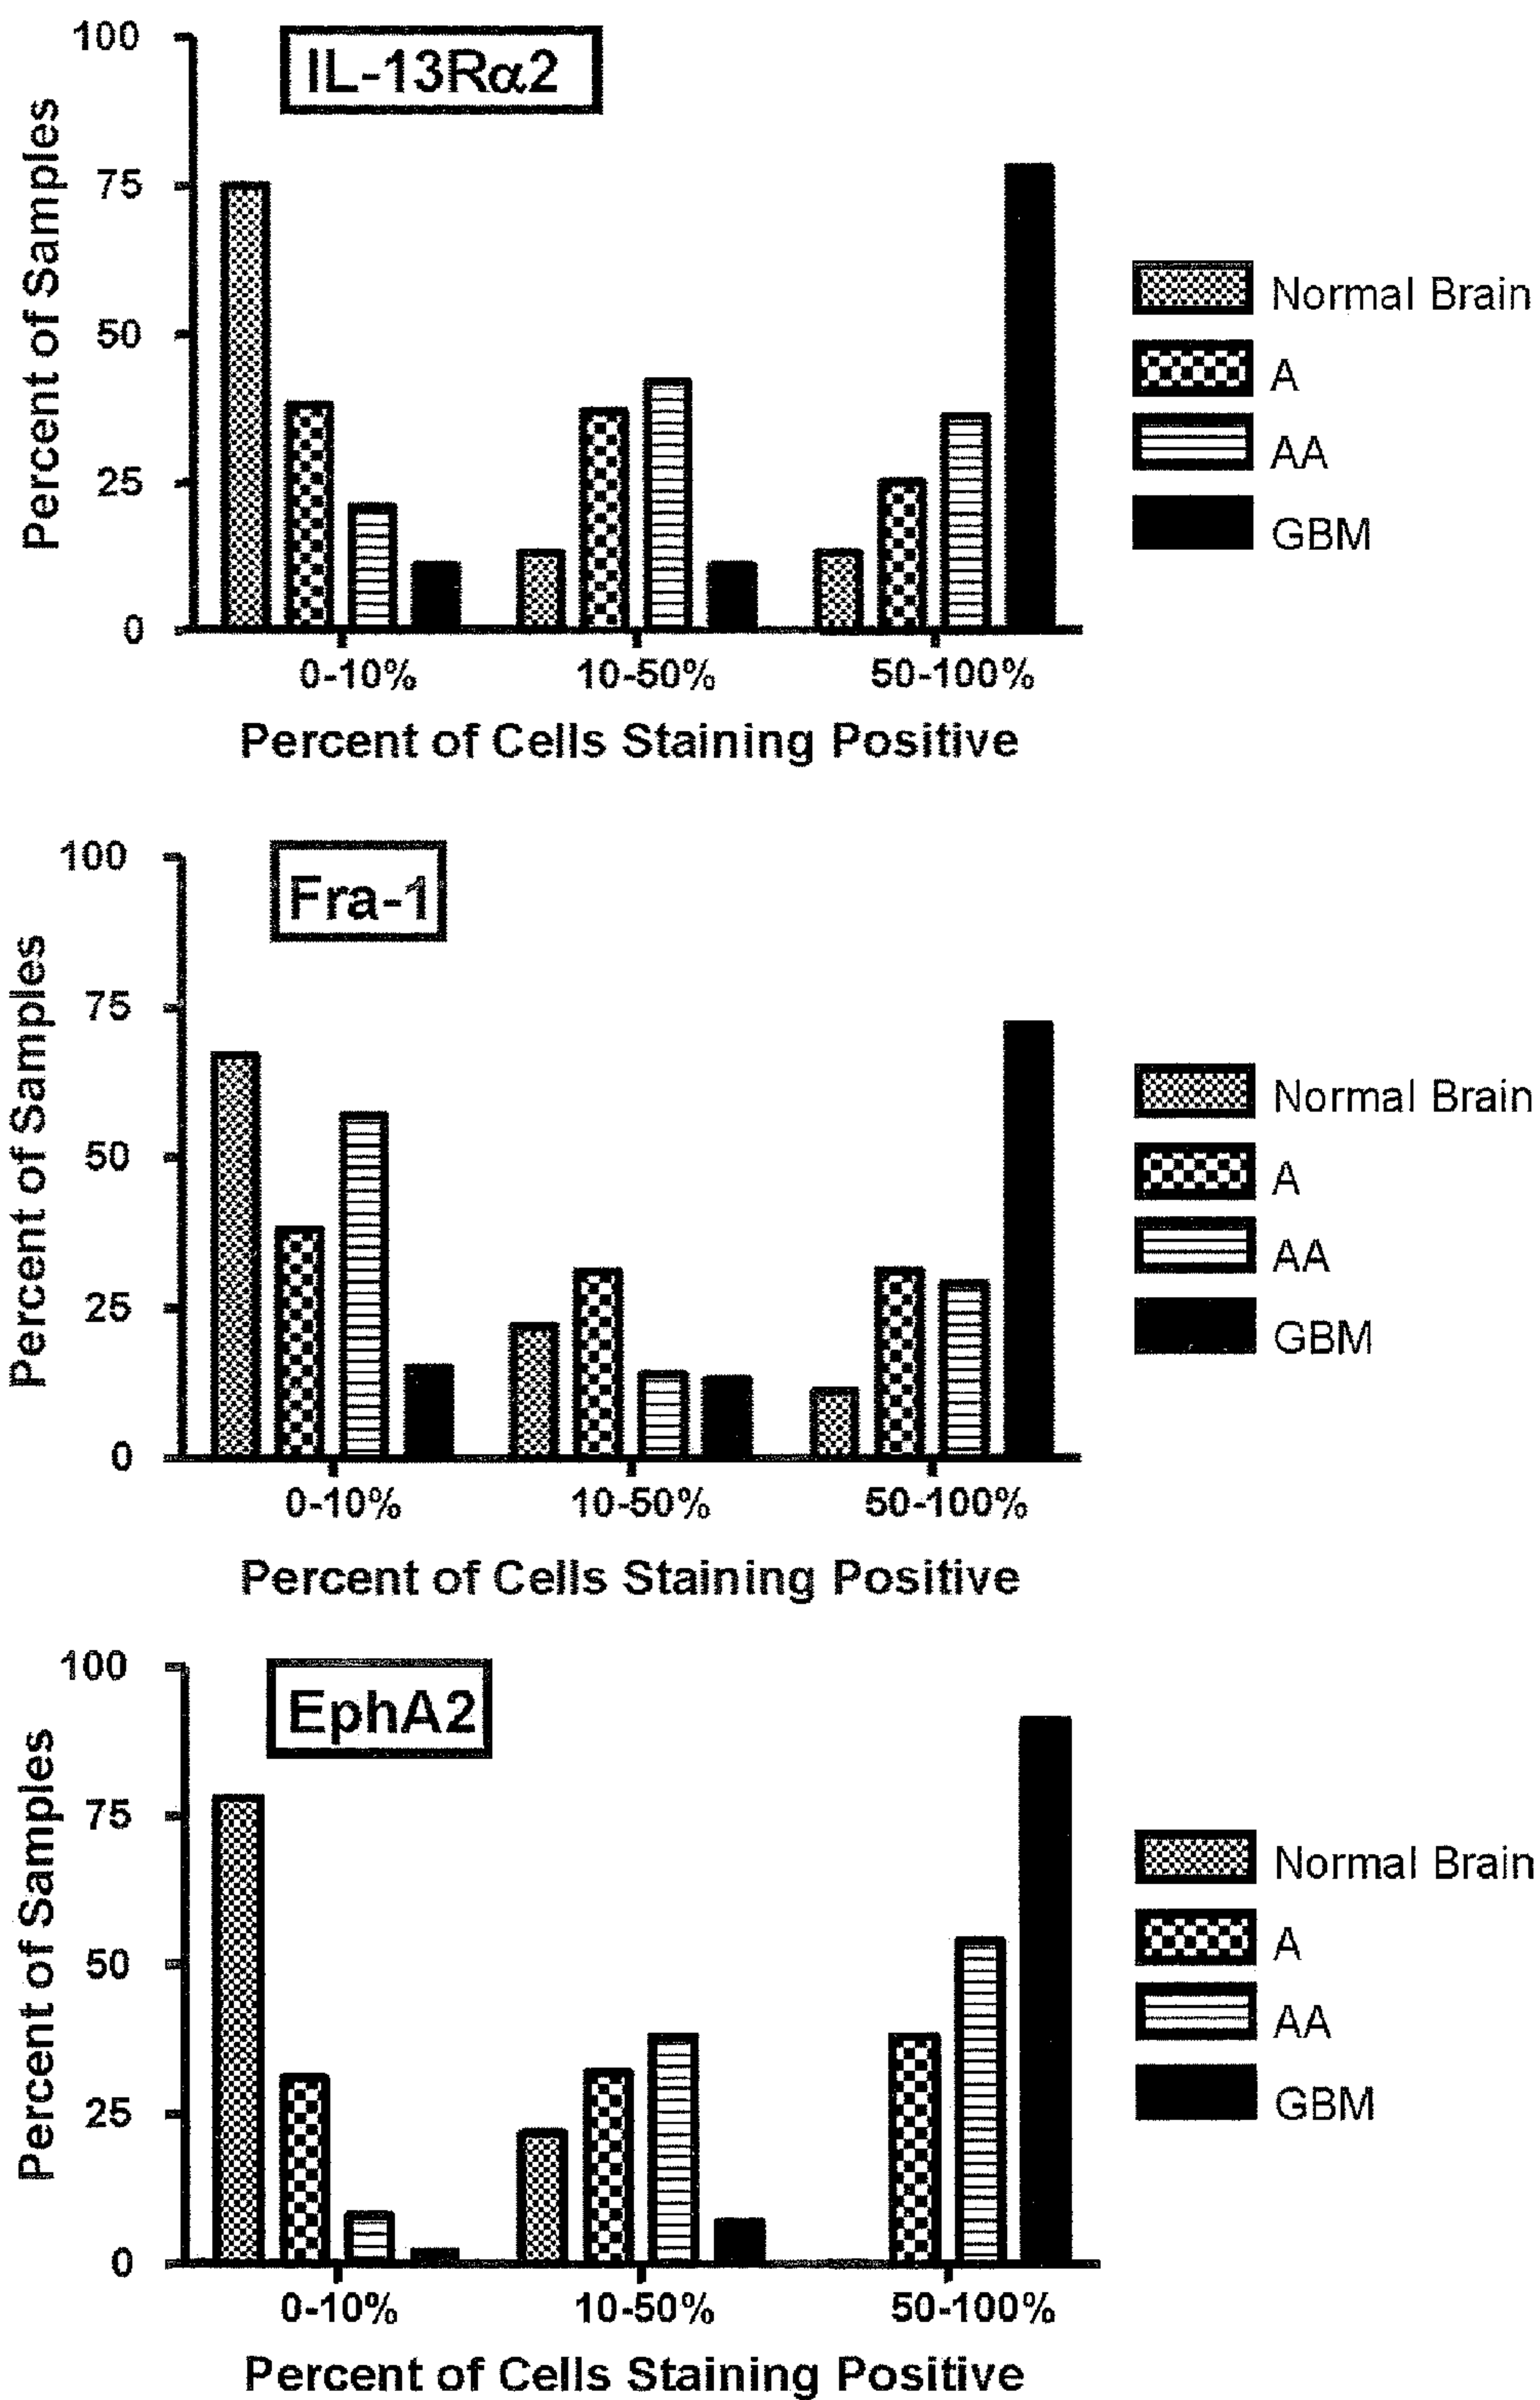 IL-13Rα2
100
75
50
25
0
Percent of Samples
0-10% 10-50% 50-100%
Percent of Cells Staining Positive
Normal Brain
A
AA
GBM
Fra-1
100
75
50
25
0
Percent of Samples
0-10% 10-50% 50-100%
Percent of Cells Staining Positive
Normal Brain
A
AA
GBM
EphA2
100
75
50
25
0
Percent of Samples
0-10% 10-50% 50-100%
Percent of Cells Staining Positive
Normal Brain
A
AA
GBM